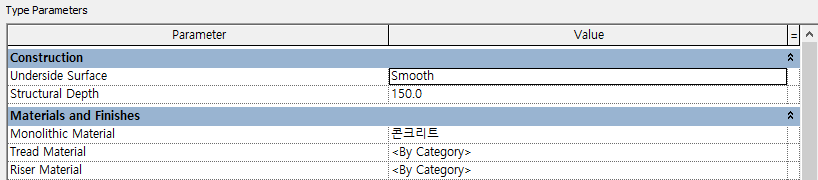 Type Parameters
Parameter Value =
Construction
Underside Surface Smooth
Structural Depth 150.0
Materials and Finishes
Monolithic Material 콘크리트
Tread Material <By Category>
Riser Material <By Category>